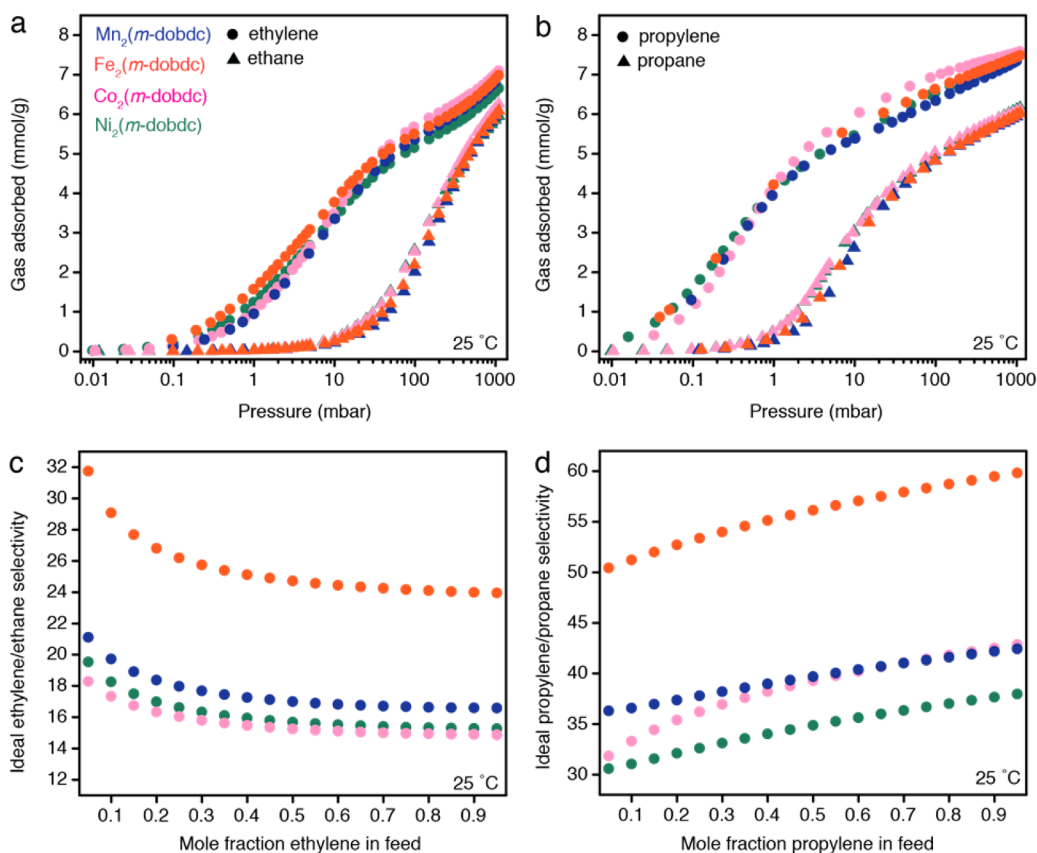 a
Mn2(m-dobdc)
Fe2(m-dobdc)
Co2(m-dobdc)
Ni2(m-dobdc)
ethylene
ethane
8
7
6
5
4
3
2
1
0
Gas adsorbed (mmol/g)
25 °C
0.01 0.1 1 10 100 1000
Pressure (mbar)
b
propylene
propane
8
7
6
5
4
3
2
1
0
Gas adsorbed (mmol/g)
25 °C
0.01 0.1 1 10 100 1000
Pressure (mbar)
c
32
30
28
26
24
22
20
18
16
14
12
Ideal ethylene/ethane selectivity
25 °C
0.1 0.2 0.3 0.4 0.5 0.6 0.7 0.8 0.9
Mole fraction ethylene in feed
d
60
55
50
45
40
35
30
Ideal propylene/propane selectivity
25 °C
0.1 0.2 0.3 0.4 0.5 0.6 0.7 0.8 0.9
Mole fraction propylene in feed